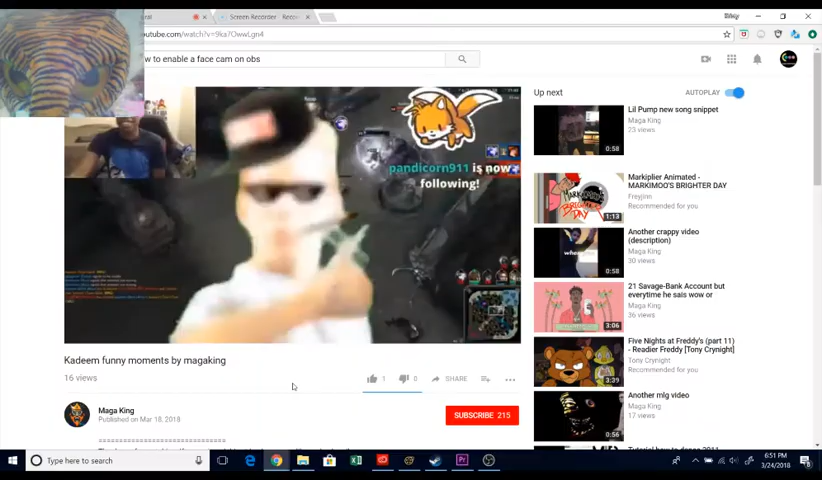 Screen Recorder - Reco
outube.com/watch?v=9ka7OwwLgn4
w to enable a face cam on obs
pandicorn911 is now
following!
Kadeem funny moments by magaking
16 views
1
0
SHARE
Maga King
Published on Mar 18, 2018
SUBSCRIBE 215
==============================
Up next
AUTOPLAY
Lil Pump new song snippet
Maga King
23 views
0:58
Markiplier Animated -
MARKIMOO'S BRIGHTER DAY
Freyjim
Recommended for you
1:13
Another crappy video
(description)
Maga King
30 views
0:58
21 Savage-Bank Account but
everytime he sais wow or
Maga King
36 views
3:06
Five Nights at Freddy's (part 11)
- Readier Freddy [Tony Crynight]
Tony Crynight
Recommended for you
3:39
Another mlg video
Maga King
17 views
0:56
Type here to search
6:51 PM
3/24/2018